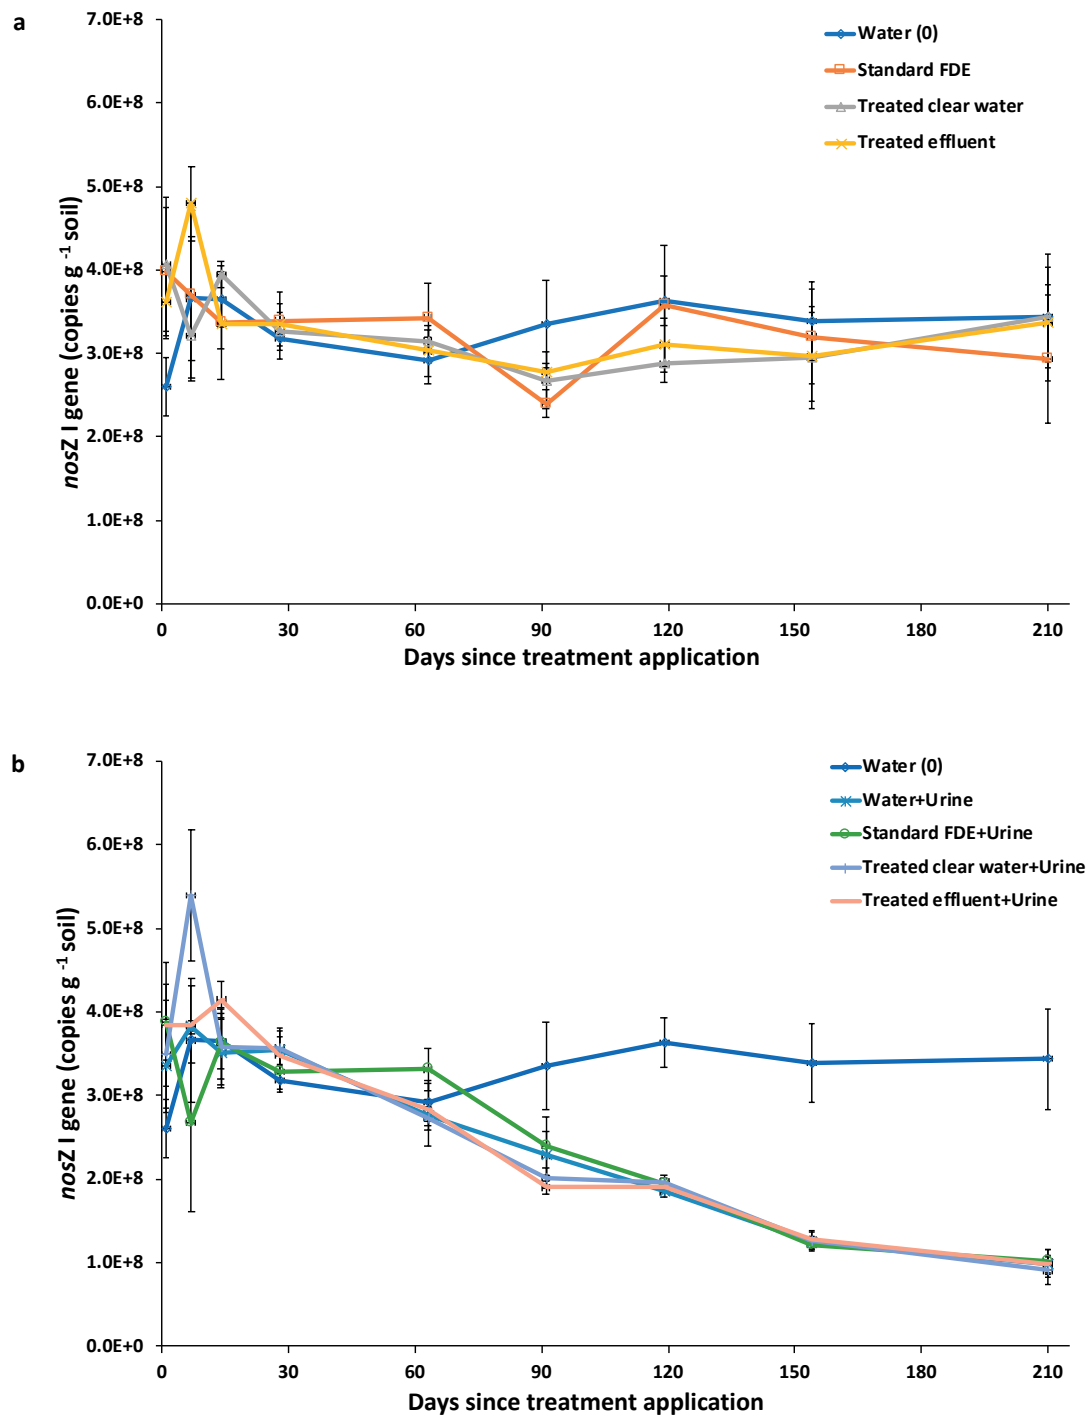 a
7.0E+8
6.0E+8
5.0E+8
4.0E+8
3.0E+8
2.0E+8
1.0E+8
0.0E+0
nosZ I gene (copies g -1 soil)
Water (0)
Standard FDE
Treated clear water
Treated effluent
0 30 60 90 120 150 180 210
Days since treatment application
b
7.0E+8
6.0E+8
5.0E+8
4.0E+8
3.0E+8
2.0E+8
1.0E+8
0.0E+0
nosZ I gene (copies g -1 soil)
Water (0)
Water+Urine
Standard FDE+Urine
Treated clear water+Urine
Treated effluent+Urine
0 30 60 90 120 150 180 210
Days since treatment application